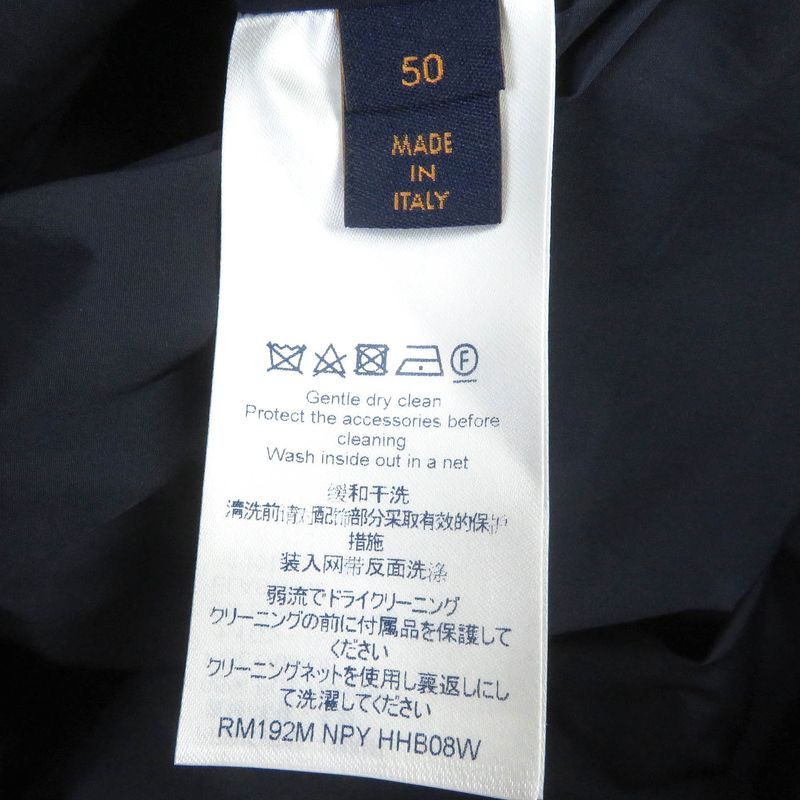 50
MADE
IN
ITALY
F
Gentle dry clean
Protect the accessories before
cleaning
Wash inside out in a net
缓和干洗
清洗前请对配饰部分采取有效的保护
措施
装入网带反面洗涤
弱流でドライクリーニング
クリーニングの前に付属品を保護して
ください
クリーニングネットを使用し裏返しにし
て洗濯してください
RM192M NPY HHB08W